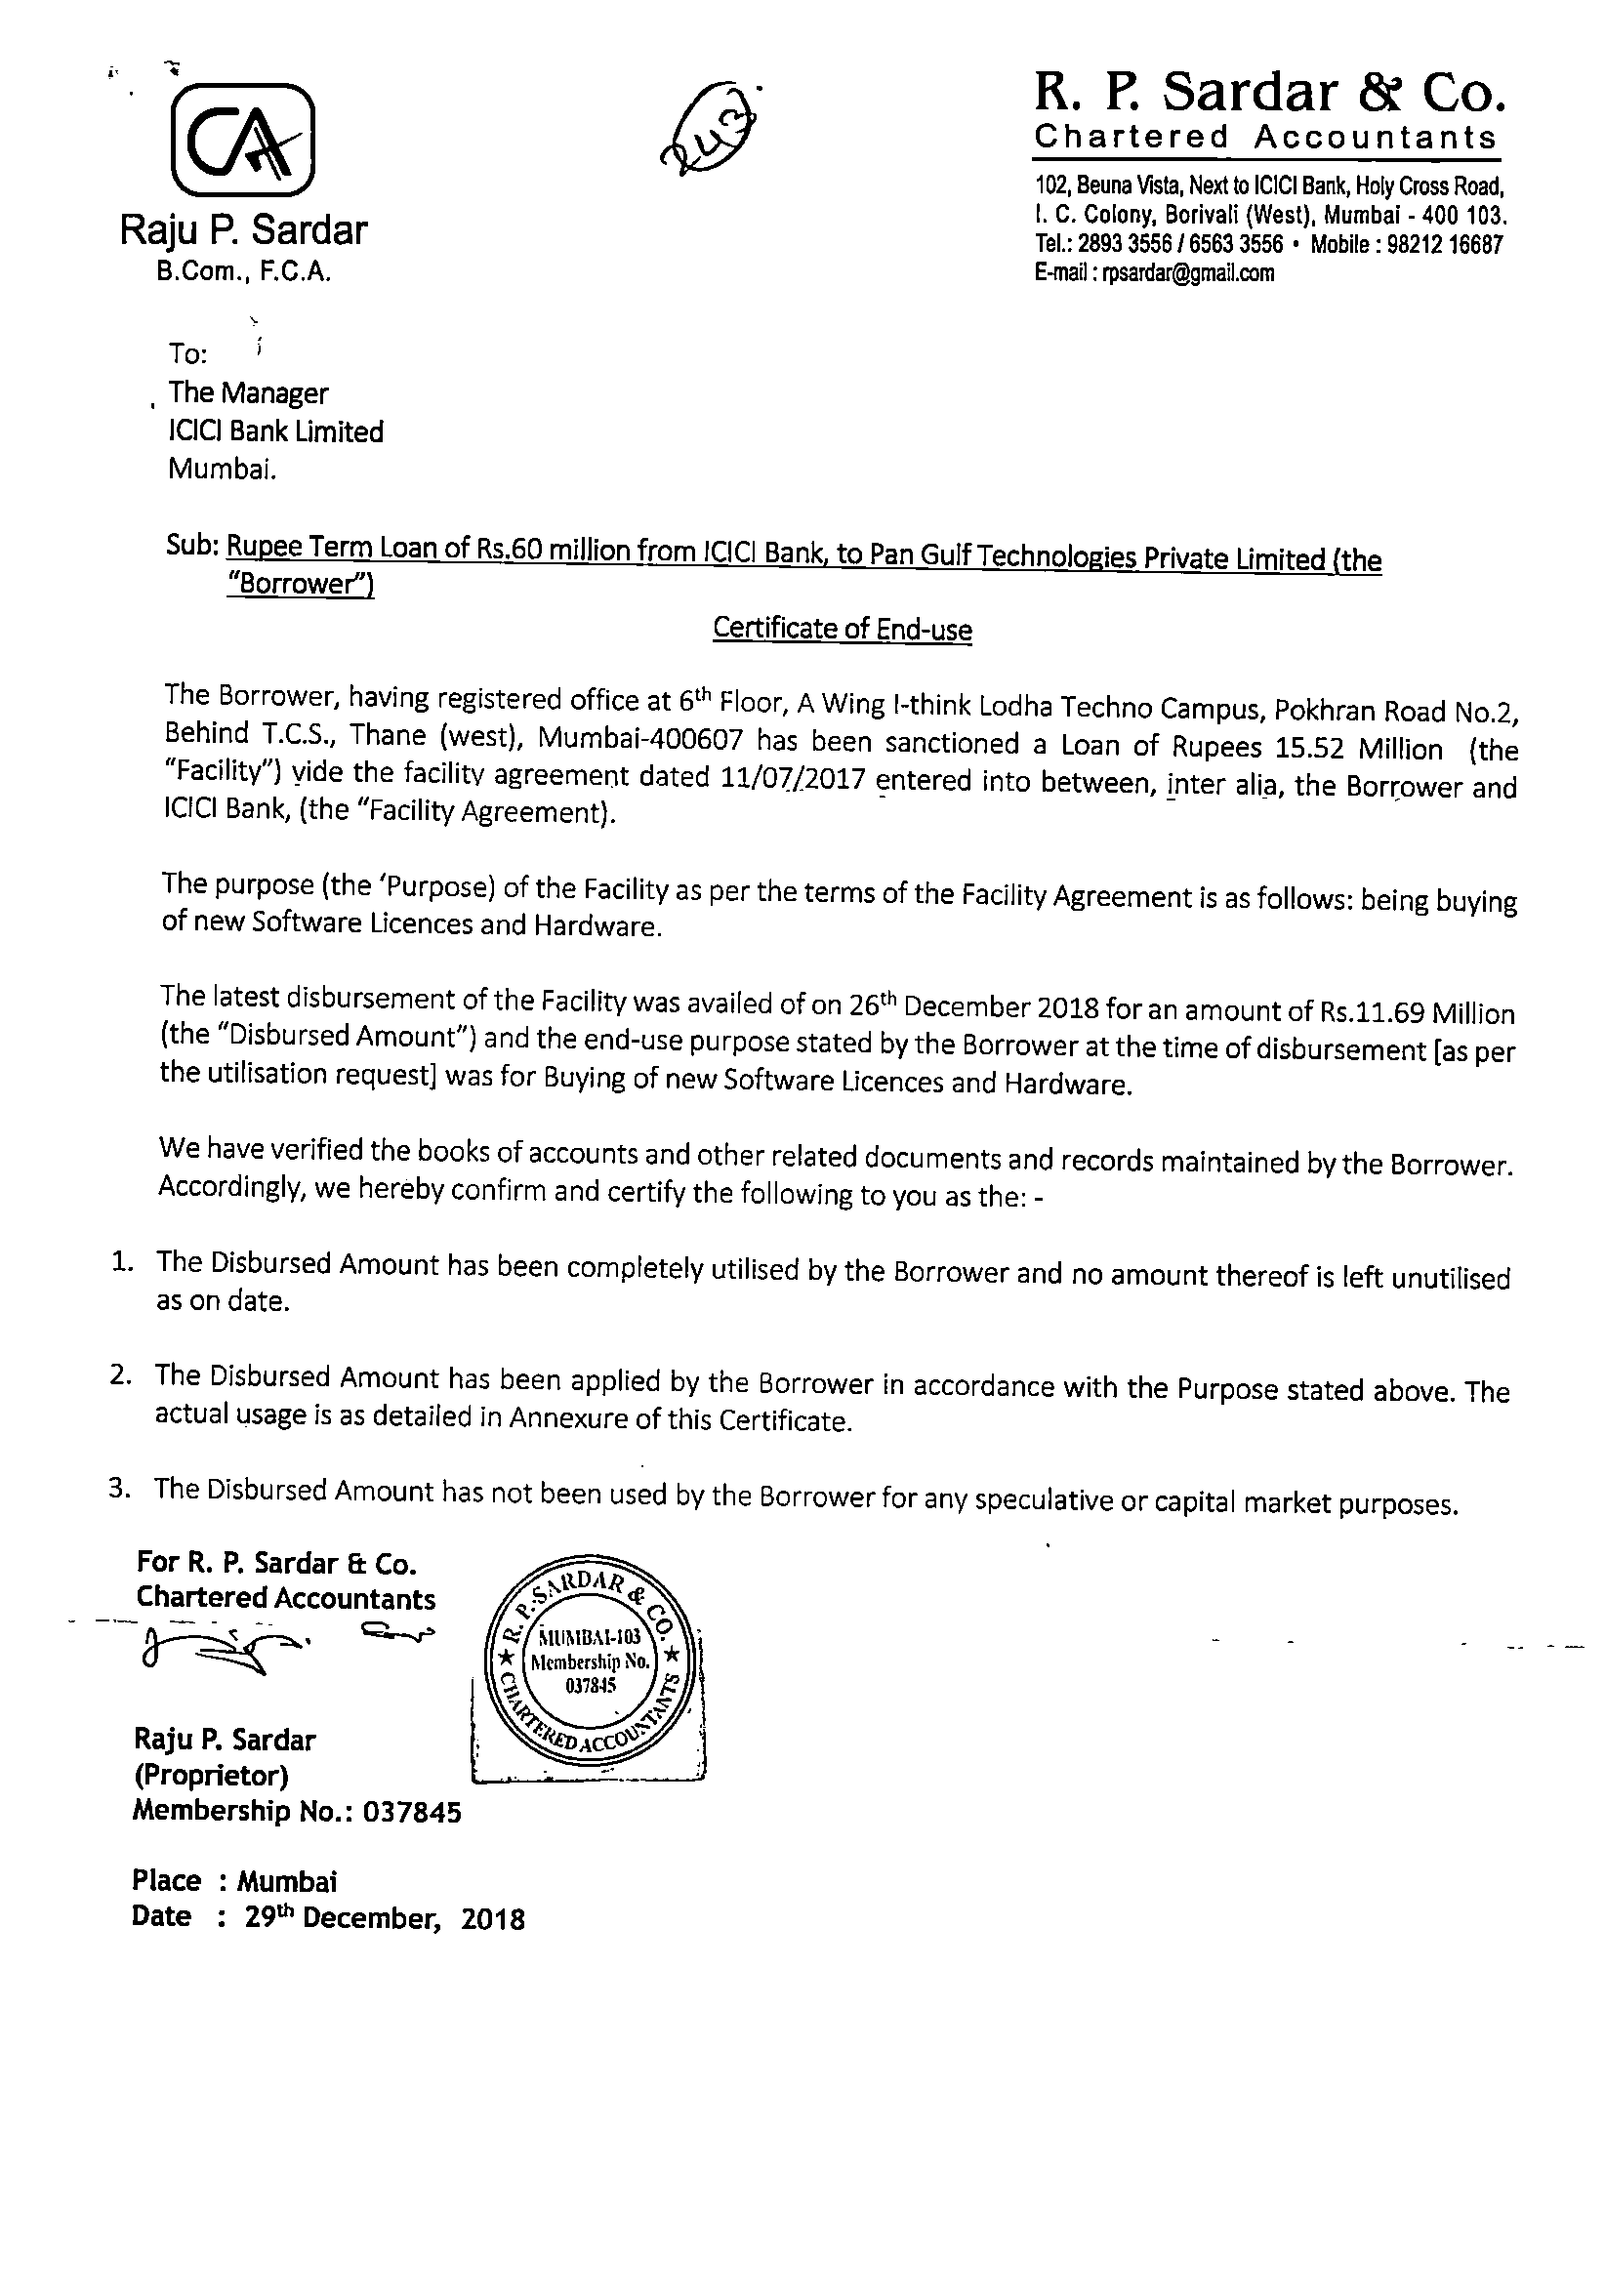 CA
Raju P. Sardar
B.Com., F.C.A.
R. P. Sardar & Co.
Chartered Accountants
102, Beuna Vista, Next to ICICI Bank, Holy Cross Road,
I. C. Colony, Borivali (West), Mumbai - 400 103.
Tel.: 2893 3556 / 6563 3556 • Mobile : 98212 16687
E-mail : rpsardar@gmail.com
To:
The Manager
ICICI Bank Limited
Mumbai.
Sub: Rupee Term Loan of Rs.60 million from ICICI Bank, to Pan Gulf Technologies Private Limited (the
"Borrower")
Certificate of End-use
The Borrower, having registered office at 6th Floor, A Wing I-think Lodha Techno Campus, Pokhran Road No.2,
Behind T.C.S., Thane (west), Mumbai-400607 has been sanctioned a Loan of Rupees 15.52 Million (the
"Facility") vide the facility agreement dated 11/07/2017 entered into between, inter alia, the Borrower and
ICICI Bank, (the "Facility Agreement).
The purpose (the 'Purpose) of the Facility as per the terms of the Facility Agreement is as follows: being buying
of new Software Licences and Hardware.
The latest disbursement of the Facility was availed of on 26th December 2018 for an amount of Rs.11.69 Million
(the "Disbursed Amount") and the end-use purpose stated by the Borrower at the time of disbursement [as per
the utilisation request] was for Buying of new Software Licences and Hardware.
We have verified the books of accounts and other related documents and records maintained by the Borrower.
Accordingly, we hereby confirm and certify the following to you as the: -
1. The Disbursed Amount has been completely utilised by the Borrower and no amount thereof is left unutilised
as on date.
2. The Disbursed Amount has been applied by the Borrower in accordance with the Purpose stated above. The
actual usage is as detailed in Annexure of this Certificate.
3. The Disbursed Amount has not been used by the Borrower for any speculative or capital market purposes.
For R. P. Sardar & Co.
Chartered Accountants
R. P. SARDAR & CO.
MUMBAI-103
Membership No.
037845
CHARTERED ACCOUNTANTS
Raju P. Sardar
(Proprietor)
Membership No.: 037845
Place : Mumbai
Date : 29th December, 2018